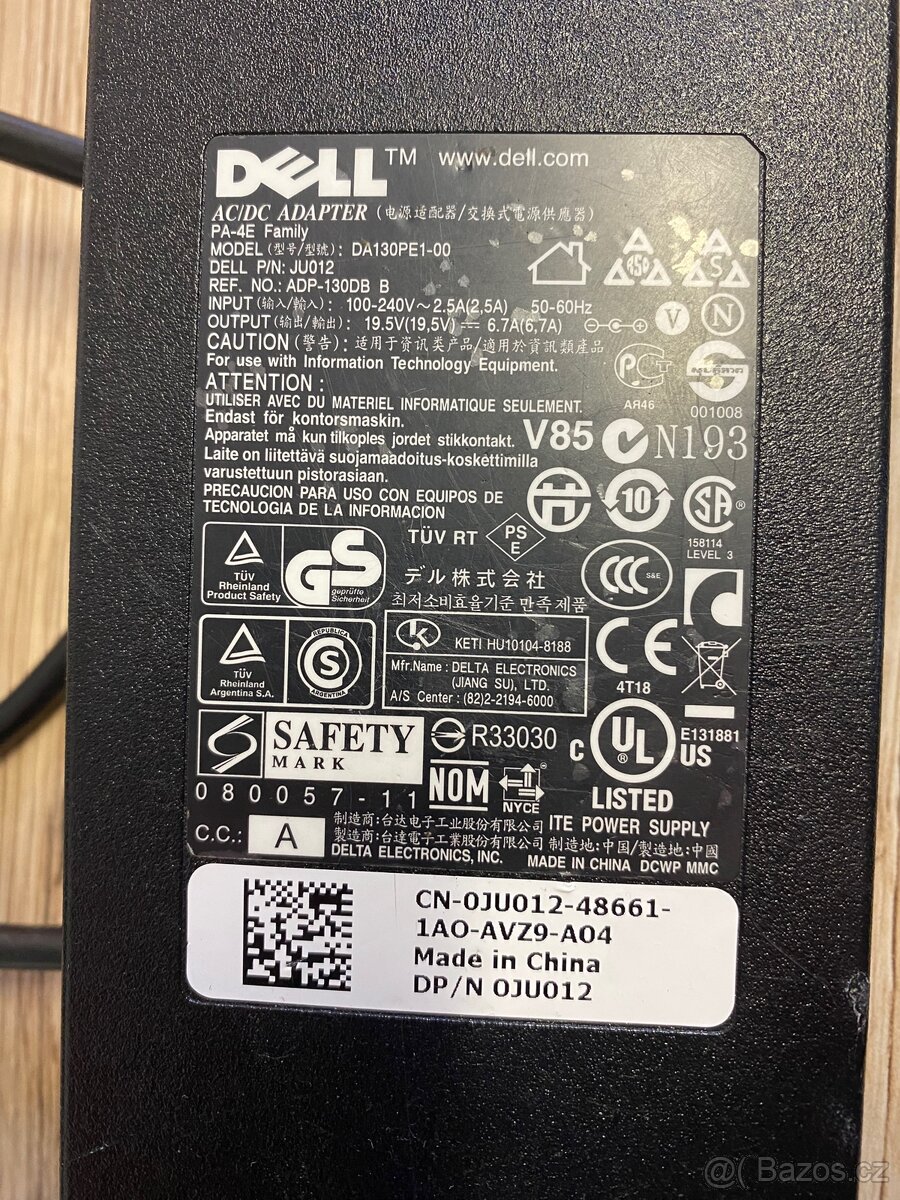 DELL™ www.dell.com
AC/DC ADAPTER (电源适配器/交換式電源供應器)
PA-4E Family
MODEL (型号/型號): DA130PE1-00
DELL P/N: JU012
REF. NO.: ADP-130DB B
INPUT (输入/輸入): 100-240V～2.5A(2,5A) 50-60Hz
OUTPUT (输出/輸出): 19.5V(19,5V) ⎓ 6.7A(6,7A)
CAUTION (警告): 适用于资讯类产品/適用於資訊類產品
For use with Information Technology Equipment.
ATTENTION :
UTILISER AVEC DU MATERIEL INFORMATIQUE SEULEMENT.
Endast för kontorsmaskin.
Apparatet må kun tilkoples jordet stikkontakt.
Laite on liitettävä suojamaadoitus-koskettimilla
varustettuun pistorasiaan.
PRECAUCION PARA USO CON EQUIPOS DE
TECNOLOGIA DE LA INFORMACION
S
V N
АЯ46
001008
V85 N193
10
SA ®
158114
LEVEL 3
TÜV RT
PS
E
TÜV
Rheinland
Product Safety
GS
geprüfte
Sicherheit
デル株式会社
최저소비효율기준 만족 제품
CCC S&E
TÜV
Rheinland
Argentina S.A.
REPUBLICA
S
ARGENTINA
K
KETI HU10104-8188
Mfr.Name : DELTA ELECTRONICS
(JIANG SU), LTD.
A/S Center : (82)2-2194-6000
CE
4T18
SAFETY
MARK
080057-11
R33030
C UL ® US
E131881
LISTED
ITE POWER SUPPLY
NOM
NYCE
C.C.: A
制造商:台达电子工业股份有限公司
製造商:台達電子工業股份有限公司 制造地:中国/製造地:中國
DELTA ELECTRONICS, INC. MADE IN CHINA DCWP MMC
CN-0JU012-48661-
1AO-AVZ9-A04
Made in China
DP/N 0JU012
@( Bazos.cz